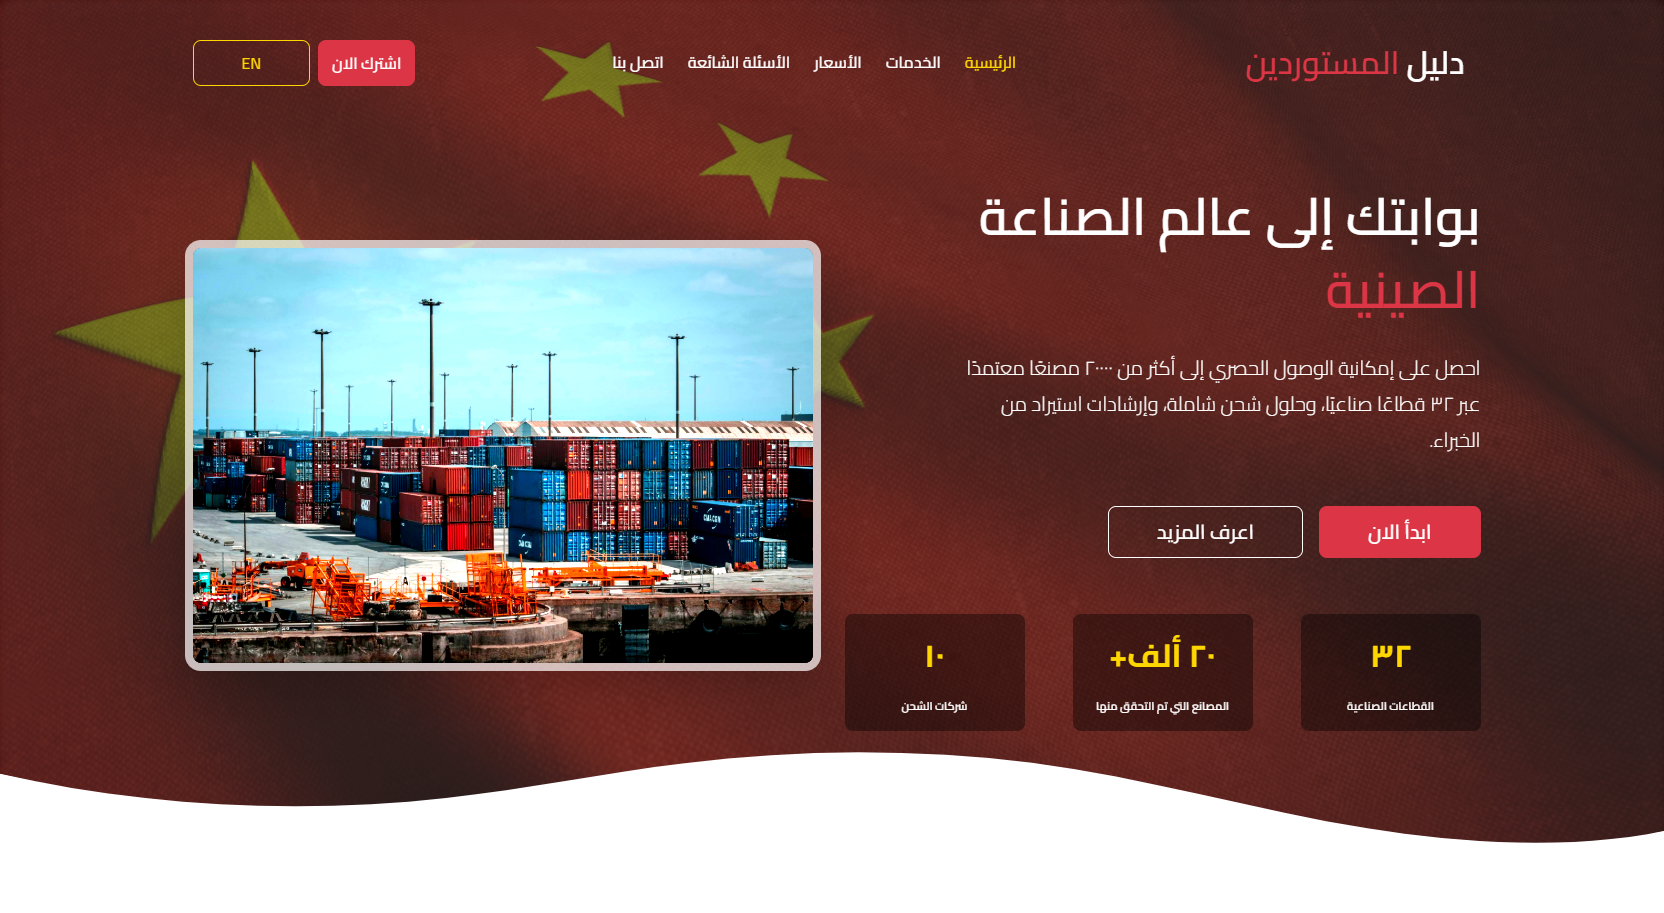 دليل المستوردين
الرئيسية
الخدمات
الأسعار
الأسئلة الشائعة
اتصل بنا
اشترك الان
EN
بوابتك إلى عالم الصناعة
الصينية
احصل على إمكانية الوصول الحصري إلى أكثر من ٢٠٠٠٠ مصنعًا معتمدًا
عبر ٣٢ قطاعًا صناعيًا، وحلول شحن شاملة، وإرشادات استيراد من
الخبراء.
ابدأ الان
اعرف المزيد
٣٢
القطاعات الصناعية
٢٠ ألف+
المصانع التي تم التحقق منها
١٠
شركات الشحن